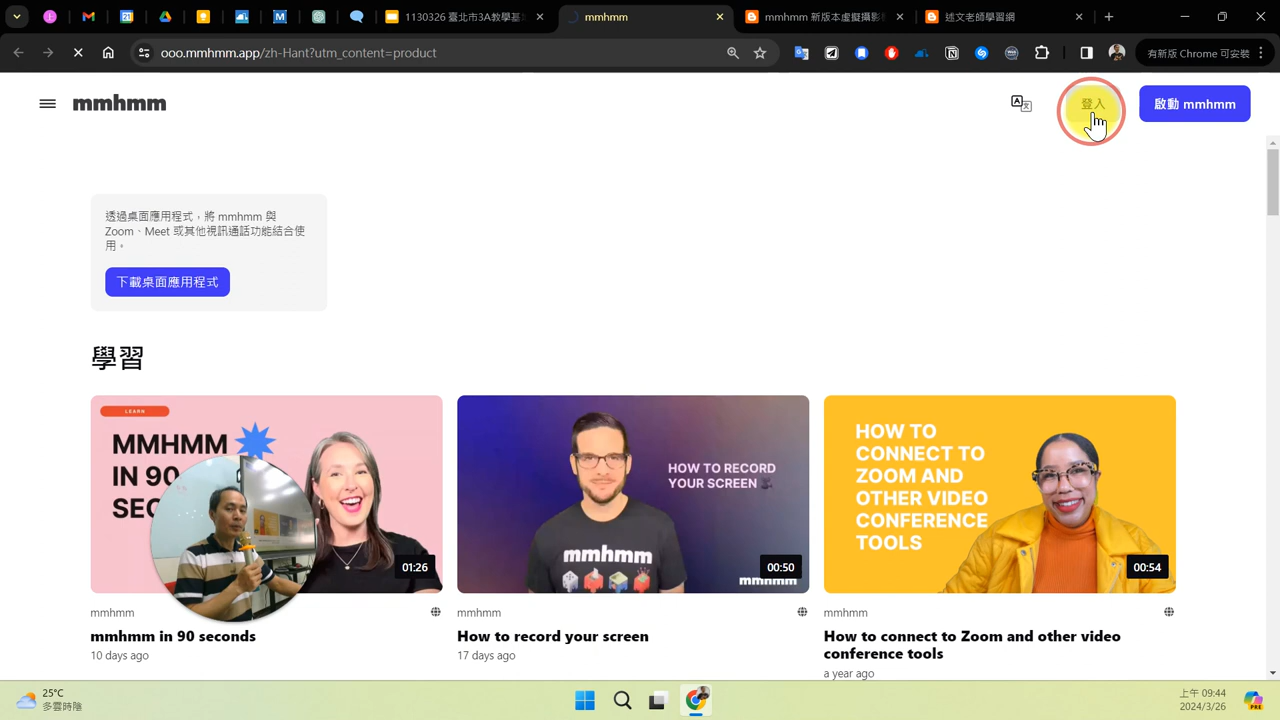 1130326 臺北市3A教學基
mmhmm
mmhmm 新版本虛擬攝影
述文老師學習網
ooo.mmhmm.app/zh-Hant?utm_content=product
有新版 Chrome 可安裝
mmhmm
登入
啟動 mmhmm
透過桌面應用程式，將 mmhmm 與
Zoom、Meet 或其他視訊通話功能結合使
用。
下載桌面應用程式
學習
LEARN
MMHMM
IN 90
SEC
01:26
HOW TO RECORD
YOUR SCREEN
mmhmm
mmhmm
00:50
HOW TO
CONNECT TO
ZOOM AND
OTHER VIDEO
CONFERENCE
TOOLS
00:54
mmhmm
mmhmm in 90 seconds
10 days ago
mmhmm
How to record your screen
17 days ago
mmhmm
How to connect to Zoom and other video
conference tools
a year ago
25°C
多雲時陰
上午 09:44
2024/3/26
PRE